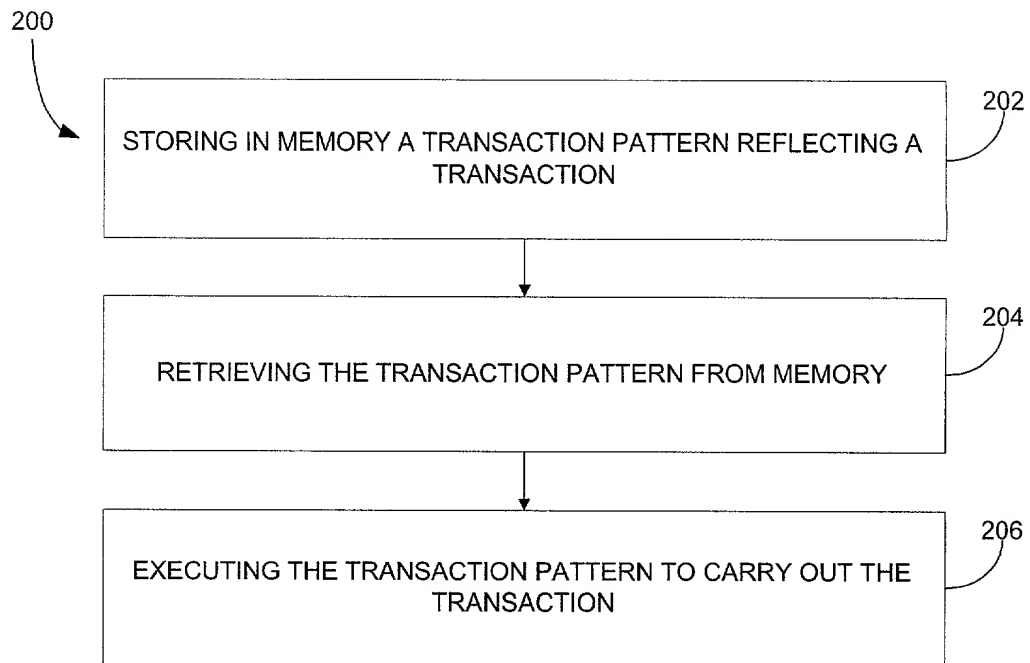 200
202
STORING IN MEMORY A TRANSACTION PATTERN REFLECTING A
TRANSACTION
204
RETRIEVING THE TRANSACTION PATTERN FROM MEMORY
206
EXECUTING THE TRANSACTION PATTERN TO CARRY OUT THE
TRANSACTION